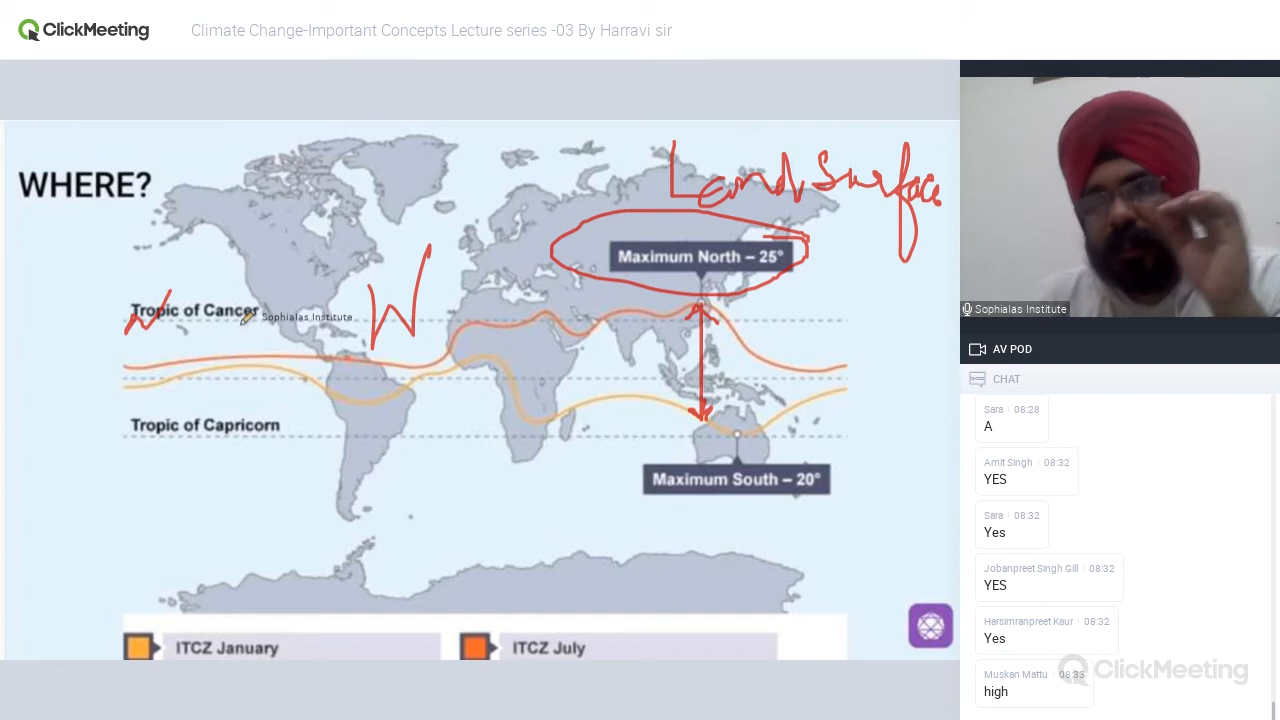 ClickMeeting
Climate Change-Important Concepts Lecture series -03 By Harravi sir
WHERE?
Land Surface
Maximum North – 25°
W
Tropic of Cancer
Sophialas Institute
Tropic of Capricorn
Maximum South – 20°
ITCZ January
ITCZ July
Sophialas Institute
AV POD
CHAT
Sara 08:28
A
Amit Singh 08:32
YES
Sara 08:32
Yes
Jobanpreet Singh Gill 08:32
YES
Harsimranpreet Kaur 08:32
Yes
Muskan Mattu 08:33
high
ClickMeeting